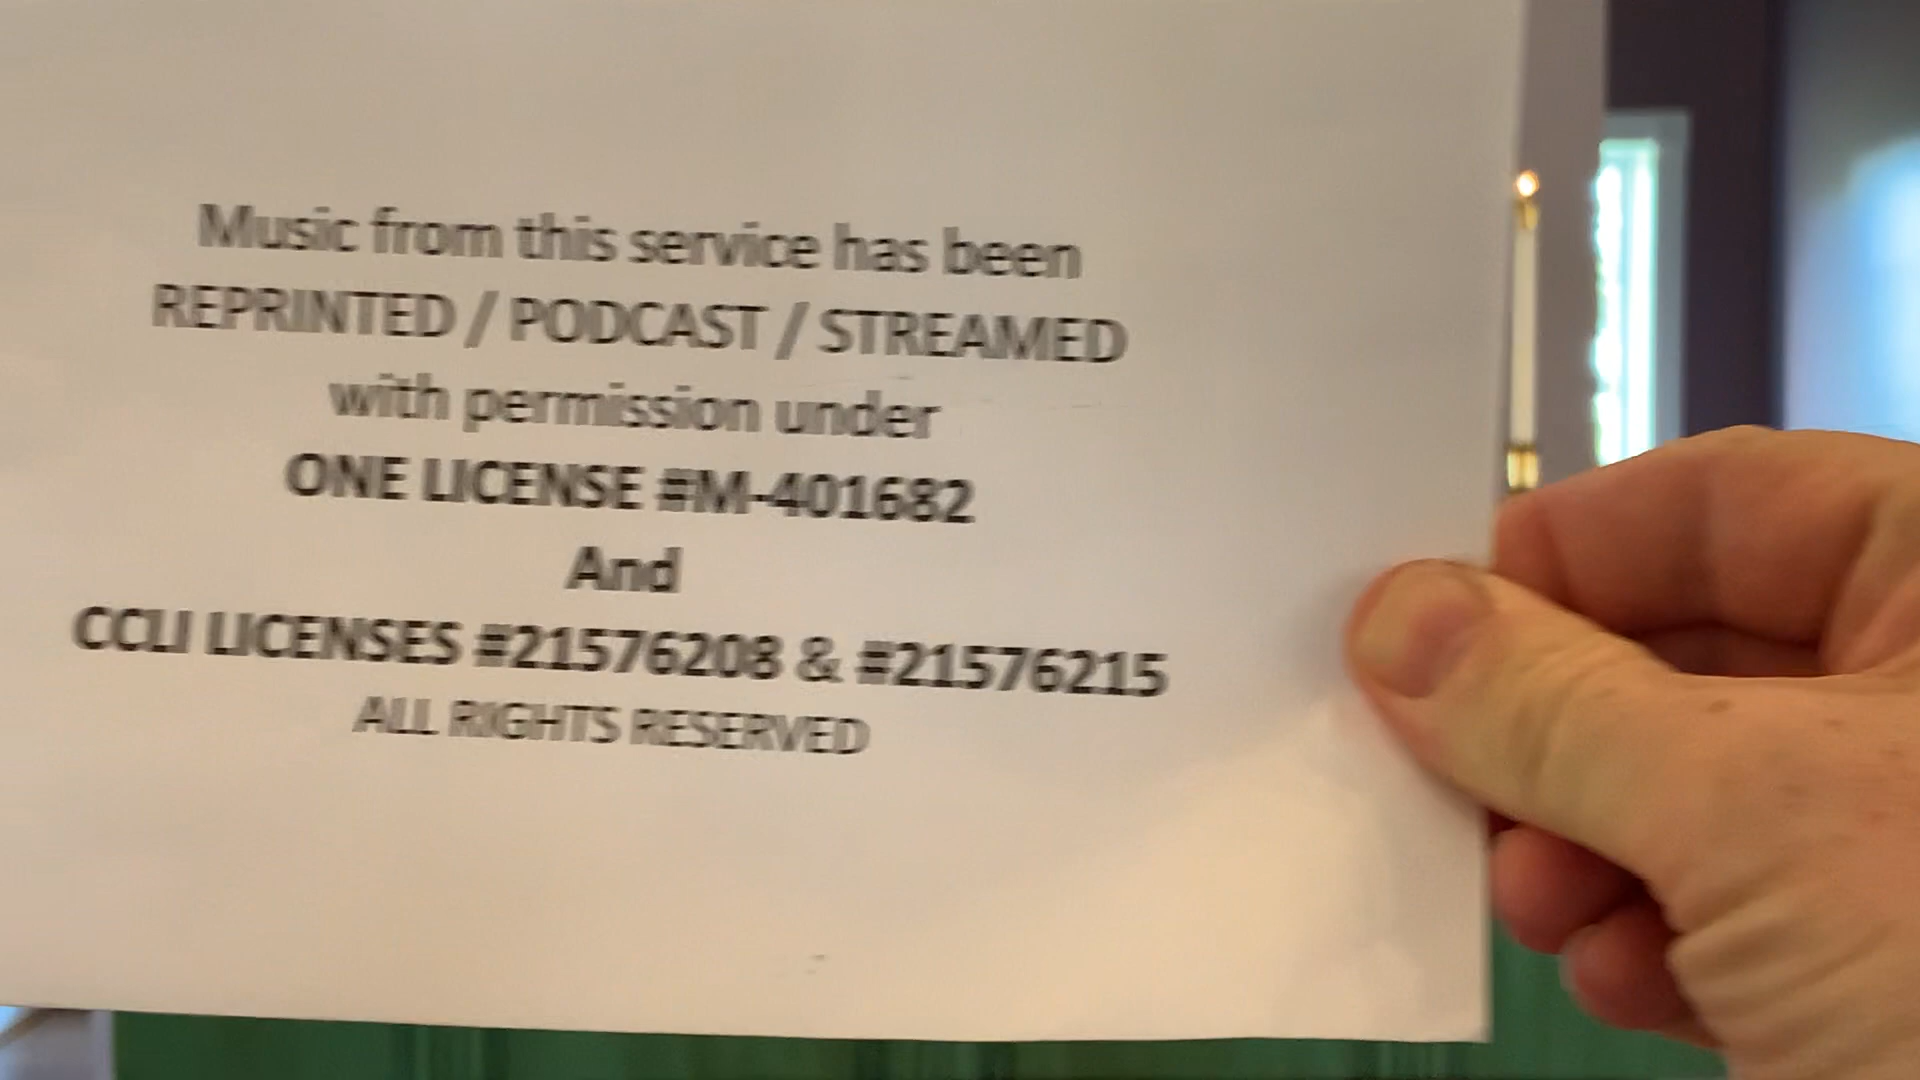 Music from this service has been
REPRINTED / PODCAST / STREAMED
with permission under
ONE LICENSE #M-401682
And
CCLI LICENSES #21576208 & #21576215
ALL RIGHTS RESERVED